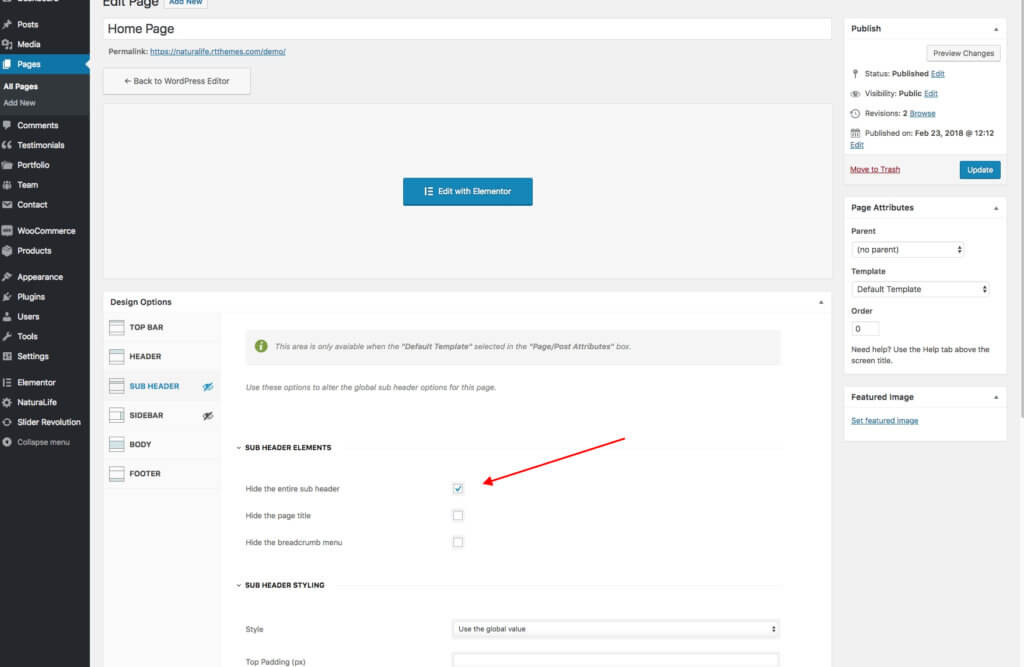 Dashboard
Posts
Media
Pages
All Pages
Add New
Comments
Testimonials
Portfolio
Team
Contact
WooCommerce
Products
Appearance
Plugins
Users
Tools
Settings
Elementor
NaturaLife
Slider Revolution
Collapse menu
Edit Page Add New
Home Page
Permalink: https://naturalife.rtthemes.com/demo/
← Back to WordPress Editor
Edit with Elementor
Design Options
TOP BAR
HEADER
SUB HEADER
SIDEBAR
BODY
FOOTER
This area is only avaiable when the "Default Template" selected in the "Page/Post Attributes" box.
Use these options to alter the global sub header options for this page.
SUB HEADER ELEMENTS
Hide the entire sub header
Hide the page title
Hide the breadcrumb menu
SUB HEADER STYLING
Style Use the global value
Top Padding (px)
Publish
Preview Changes
Status: Published Edit
Visibility: Public Edit
Revisions: 2 Browse
Published on: Feb 23, 2018 @ 12:12
Edit
Move to Trash Update
Page Attributes
Parent
(no parent)
Template
Default Template
Order
0
Need help? Use the Help tab above the
screen title.
Featured Image
Set featured image